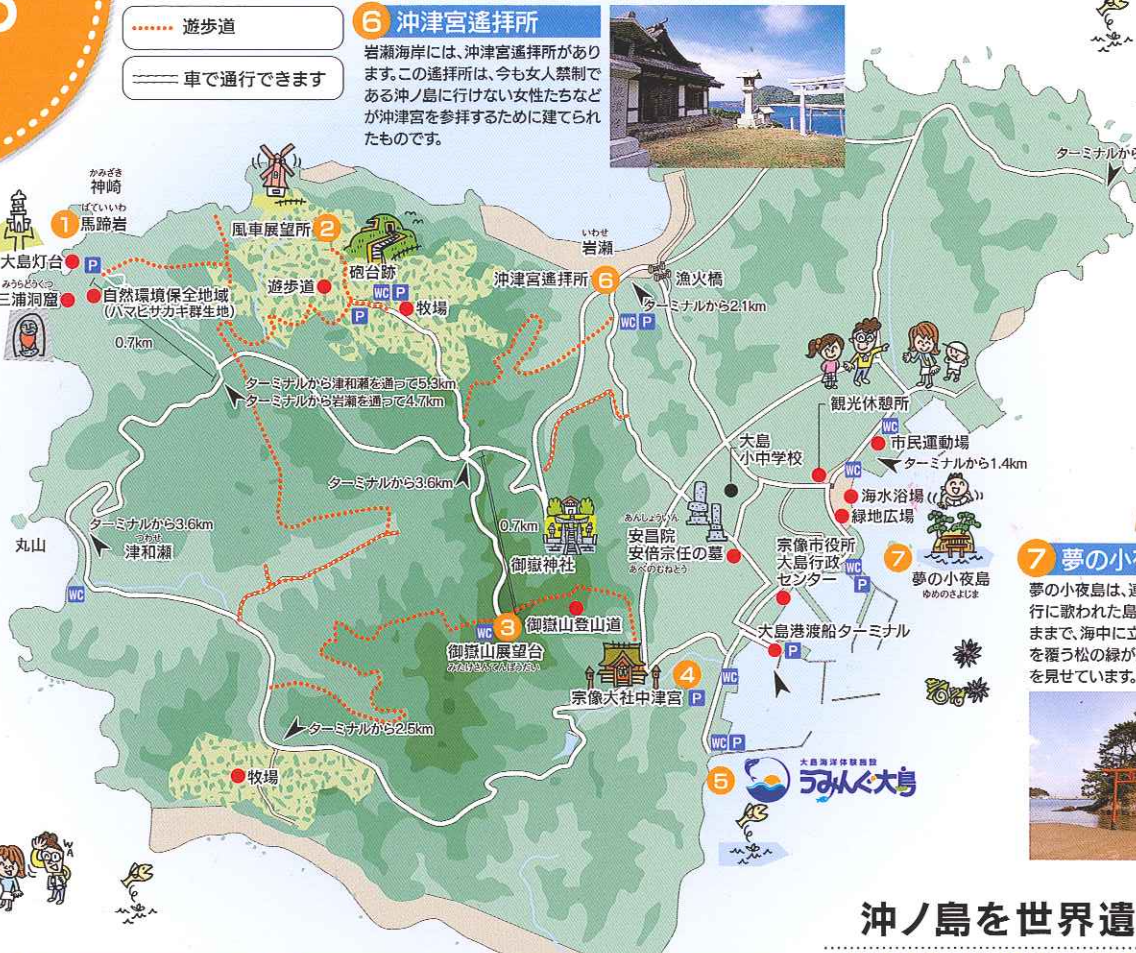 遊歩道
車で通行できます
6 沖津宮遙拝所
岩瀬海岸には、沖津宮遙拝所があり
ます。この遙拝所は、今も女人禁制で
ある沖ノ島に行けない女性たちなど
が沖津宮を参拝するために建てられ
たものです。
ターミナルから
かみざき
神崎
ばていいわ
1 馬蹄岩
大島灯台
P
みうらどうくつ
三浦洞窟
自然環境保全地域
(ハマヒサカキ群生地)
0.7km
風車展望所 2
砲台跡
遊歩道
WC P
P
牧場
いわせ
岩瀬
沖津宮遙拝所 6
漁火橋
ターミナルから2.1km
WC P
ターミナルから津和瀬を通って5.3km
ターミナルから岩瀬を通って4.7km
観光休憩所
WC
市民運動場
ターミナルから1.4km
大島
小中学校
WC
海水浴場
緑地広場
ターミナルから3.6km
0.7km
御嶽神社
あんしょういん
安昌院
安倍宗任の墓
あべのむねとう
宗像市役所
大島行政
センター
WC
P
7
夢の小夜島
ゆめのさよじま
ターミナルから3.6km
つわせ
津和瀬
丸山
WC
WC 3
御嶽山展望台
みたけさんてんぼうだい
御嶽山登山道
大島港渡船ターミナル
P
宗像大社中津宮
4
P
WC
WC P
ターミナルから2.5km
牧場
5
大島海洋体験施設
うみんぐ大島
7 夢の小夜
夢の小夜島は、連
行に歌われた島
ままで、海中に立
を覆う松の緑が
を見せています。
WA
沖ノ島を世界遺